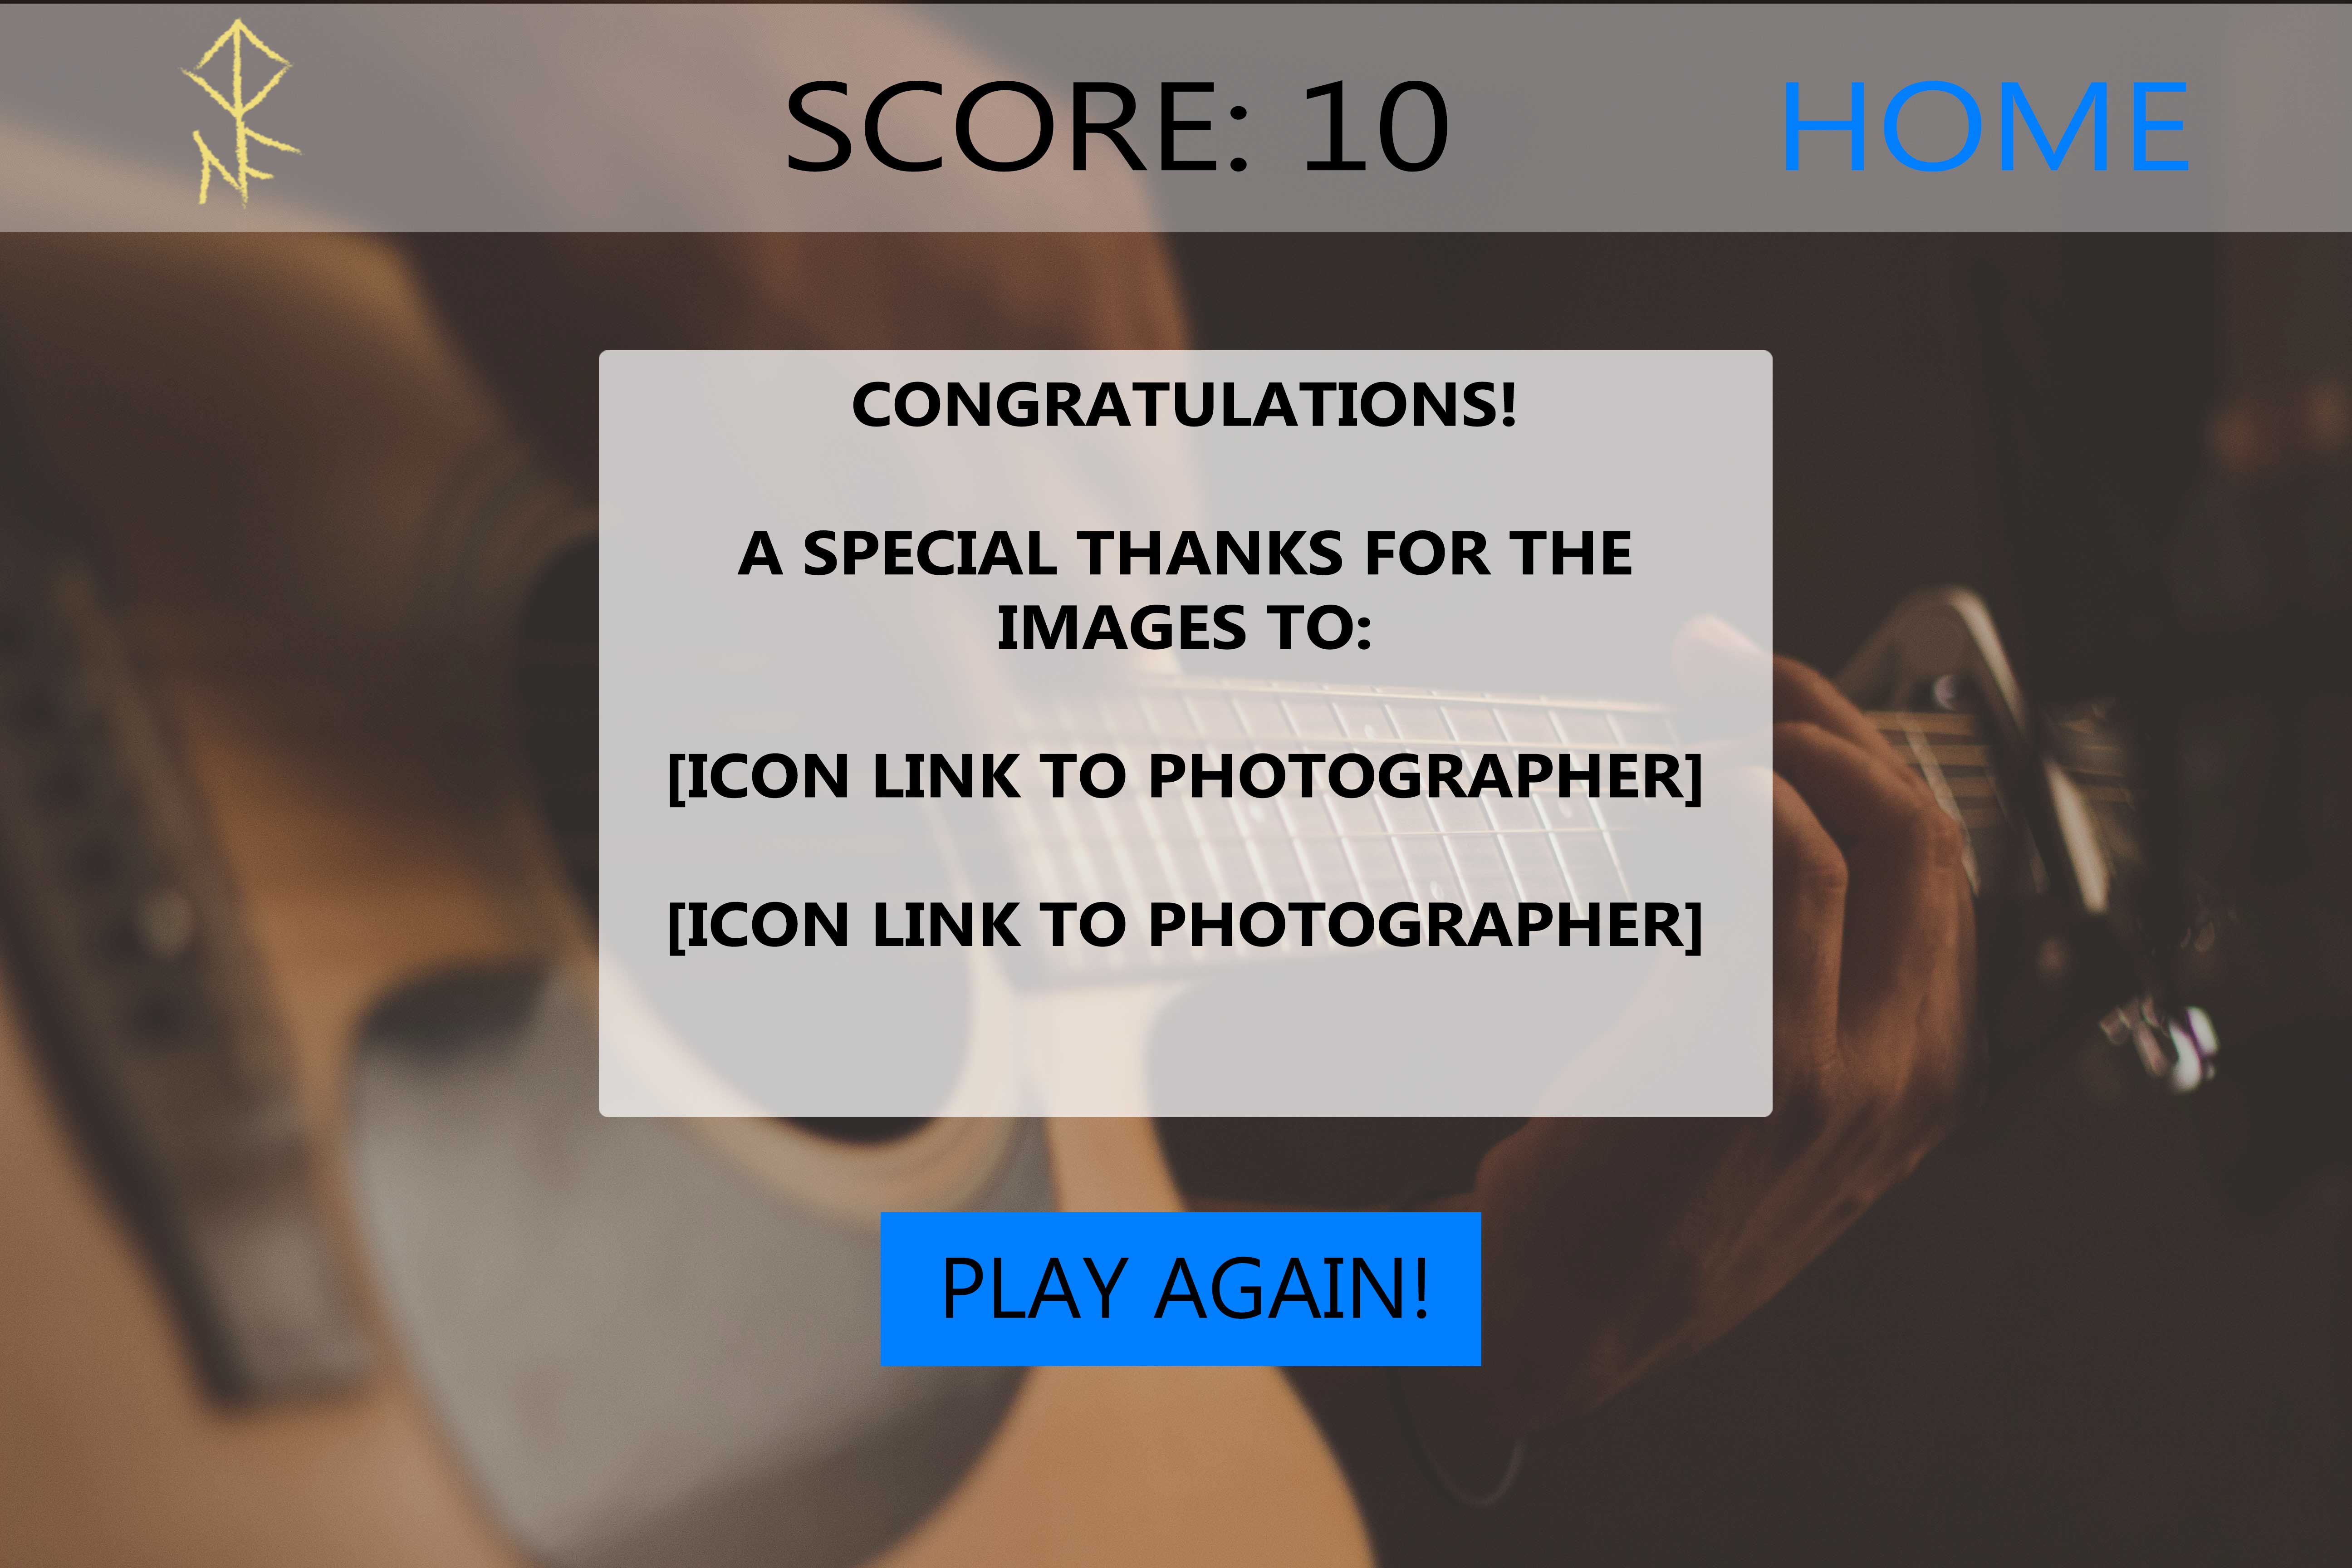 SCORE: 10
HOME
CONGRATULATIONS!
A SPECIAL THANKS FOR THE
IMAGES TO:
[ICON LINK TO PHOTOGRAPHER]
[ICON LINK TO PHOTOGRAPHER]
PLAY AGAIN!